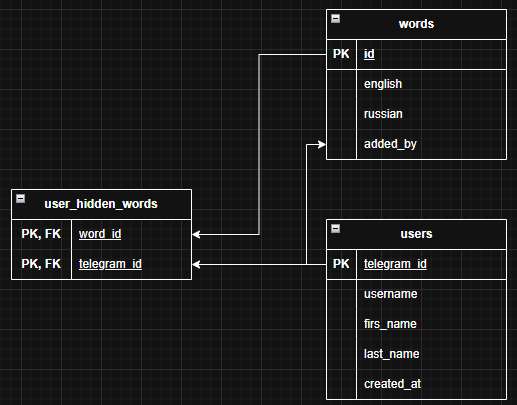 words
PK id
english
russian
added_by
user_hidden_words
PK, FK word_id
PK, FK telegram_id
users
PK telegram_id
username
firs_name
last_name
created_at